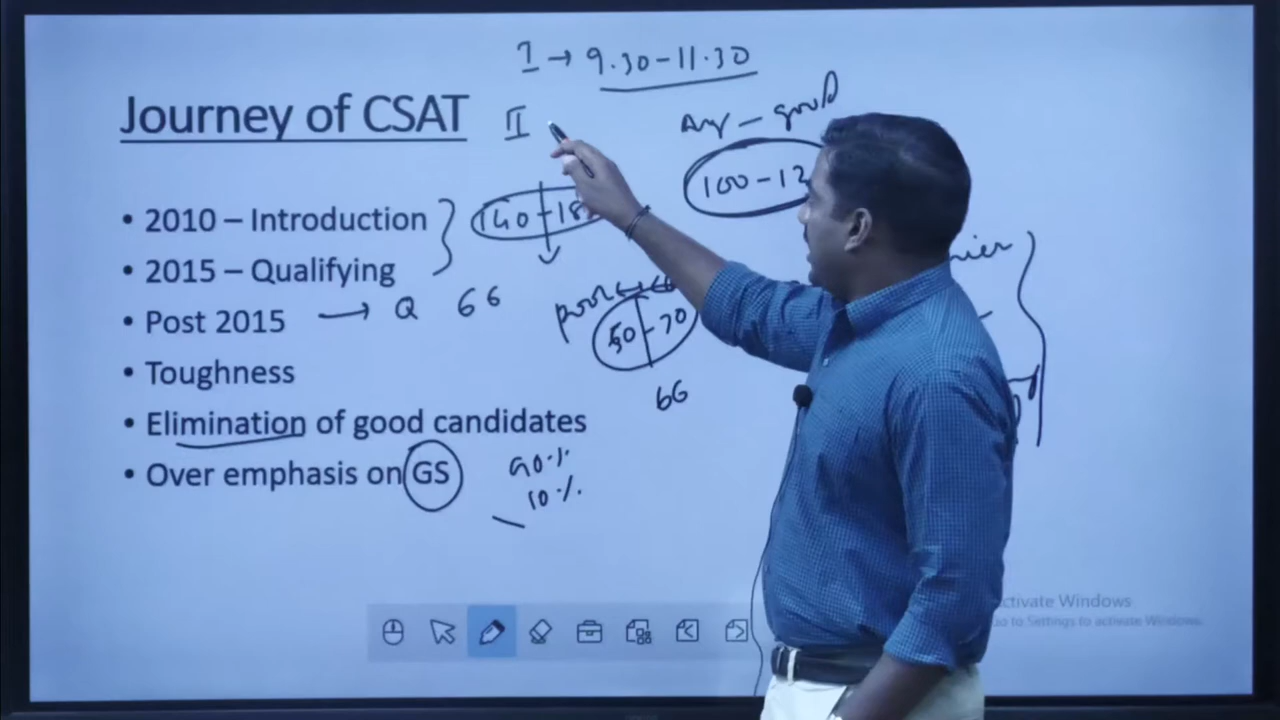 I → 9.30-11.30
Journey of CSAT
II
Avg - good
100-12
• 2010 – Introduction
140-18
• 2015 – Qualifying
• Post 2015 → Q 66
50-70
• Toughness
66
• Elimination of good candidates
• Over emphasis on GS
90%
10%
ctivate Windows
Go to Settings to activate Windows.